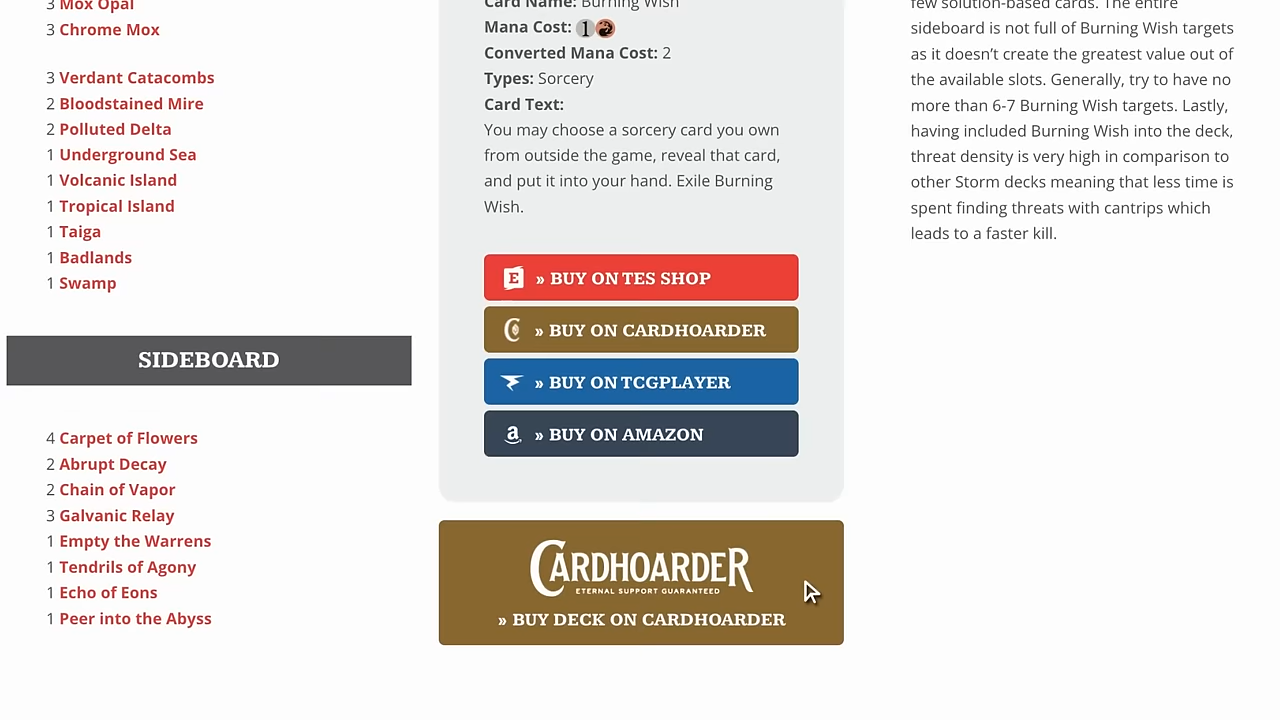 3 Mox Opal
3 Chrome Mox
3 Verdant Catacombs
2 Bloodstained Mire
2 Polluted Delta
1 Underground Sea
1 Volcanic Island
1 Tropical Island
1 Taiga
1 Badlands
1 Swamp
SIDEBOARD
4 Carpet of Flowers
2 Abrupt Decay
2 Chain of Vapor
3 Galvanic Relay
1 Empty the Warrens
1 Tendrils of Agony
1 Echo of Eons
1 Peer into the Abyss
Card Name: Burning Wish
Mana Cost: 1
Converted Mana Cost: 2
Types: Sorcery
Card Text:
You may choose a sorcery card you own
from outside the game, reveal that card,
and put it into your hand. Exile Burning
Wish.
E » BUY ON TES SHOP
» BUY ON CARDHOARDER
» BUY ON TCGPLAYER
a » BUY ON AMAZON
CARDHOARDER
ETERNAL SUPPORT GUARANTEED
» BUY DECK ON CARDHOARDER
few solution-based cards. The entire
sideboard is not full of Burning Wish targets
as it doesn’t create the greatest value out of
the available slots. Generally, try to have no
more than 6-7 Burning Wish targets. Lastly,
having included Burning Wish into the deck,
threat density is very high in comparison to
other Storm decks meaning that less time is
spent finding threats with cantrips which
leads to a faster kill.